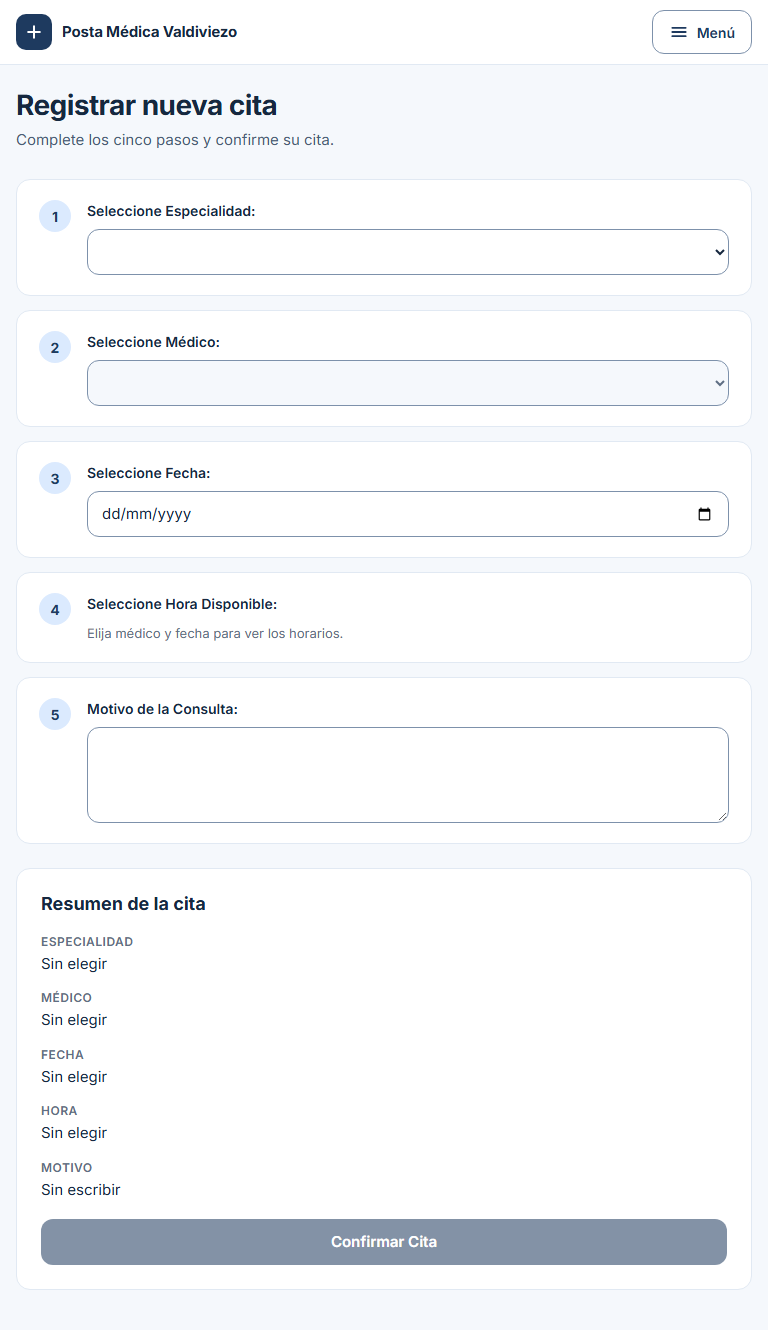 Posta Médica Valdiviezo
Menú
Registrar nueva cita
Complete los cinco pasos y confirme su cita.
1
Seleccione Especialidad:
2
Seleccione Médico:
3
Seleccione Fecha:
dd/mm/yyyy
4
Seleccione Hora Disponible:
Elija médico y fecha para ver los horarios.
5
Motivo de la Consulta:
Resumen de la cita
ESPECIALIDAD
Sin elegir
MÉDICO
Sin elegir
FECHA
Sin elegir
HORA
Sin elegir
MOTIVO
Sin escribir
Confirmar Cita